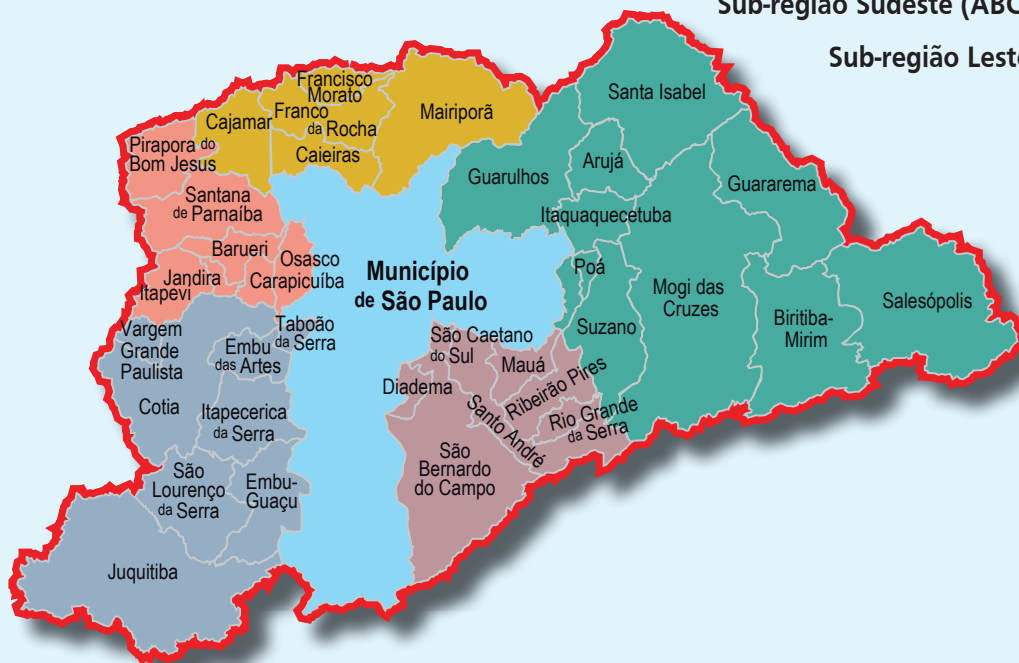 Sub-região Sudeste (ABC
Sub-região Leste
Francisco
Morato
Franco
da Rocha
Cajamar
Caieiras
Mairiporã
Pirapora do
Bom Jesus
Santana
de Parnaíba
Barueri
Osasco
Jandira
Carapicuíba
Itapevi
Santa Isabel
Arujá
Guarulhos
Guararema
Itaquaquecetuba
Poá
Mogi das
Cruzes
Suzano
Biritiba-
Mirim
Salesópolis
Município
de São Paulo
Vargem
Grande
Paulista
Taboão
da Serra
Embu
das Artes
Cotia
Itapecerica
da Serra
São
Lourenço
da Serra
Embu-
Guaçu
Juquitiba
São Caetano
do Sul
Mauá
Diadema
Ribeirão Pires
Santo André
Rio Grande
da Serra
São
Bernardo
do Campo